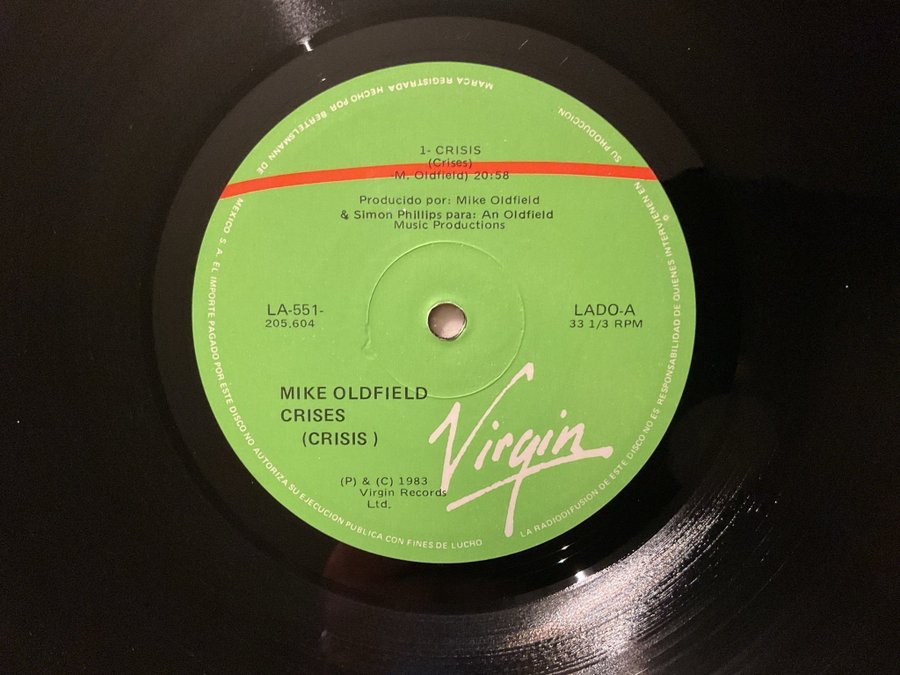 1- CRISIS
(Crises)
-M. Oldfield) 20:58
Producido por: Mike Oldfield
& Simon Phillips para: An Oldfield
Music Productions
LA-551-
205,604
LADO-A
33 1/3 RPM
MIKE OLDFIELD
CRISES
(CRISIS )
Virgin
(P) & (C) 1983
Virgin Records
Ltd.
MARCA REGISTRADA HECHO POR BERTELSMANN DE MEXICO S. A. EL IMPORTE PAGADO POR ESTE DISCO NO AUTORIZA SU EJECUCION PUBLICA CON FINES DE LUCRO
LA RADIODIFUSION DE ESTE DISCO NO ES RESPONSABILIDAD DE QUIENES INTERVIENEN EN SU PRODUCCION.